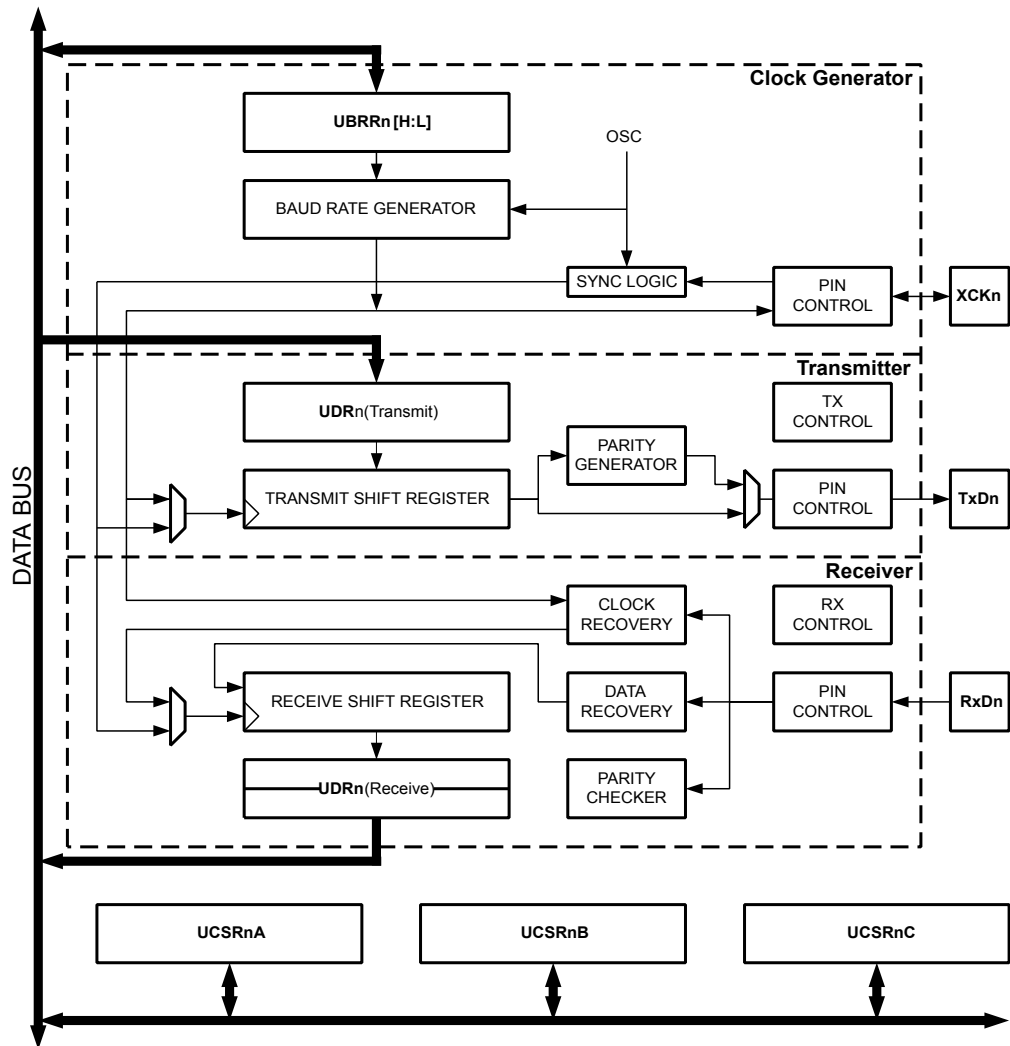 Clock Generator
UBRRn [H:L]
OSC
BAUD RATE GENERATOR
SYNC LOGIC
PIN
CONTROL
XCKn
Transmitter
UDRn(Transmit)
TX
CONTROL
PARITY
GENERATOR
TRANSMIT SHIFT REGISTER
PIN
CONTROL
TxDn
DATA BUS
Receiver
CLOCK
RECOVERY
RX
CONTROL
RECEIVE SHIFT REGISTER
DATA
RECOVERY
PIN
CONTROL
RxDn
UDRn(Receive)
PARITY
CHECKER
UCSRnA
UCSRnB
UCSRnC